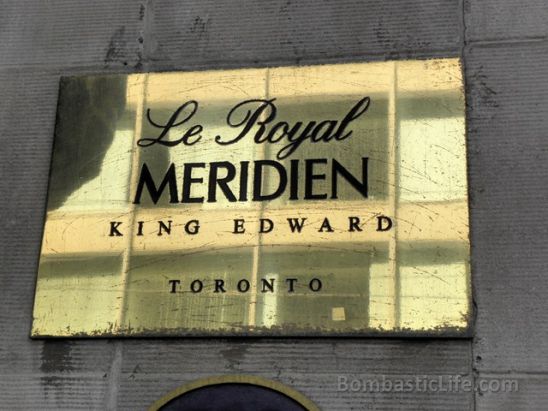 Le Royal
MERIDIEN
KING EDWARD
TORONTO
BombasticLife.com